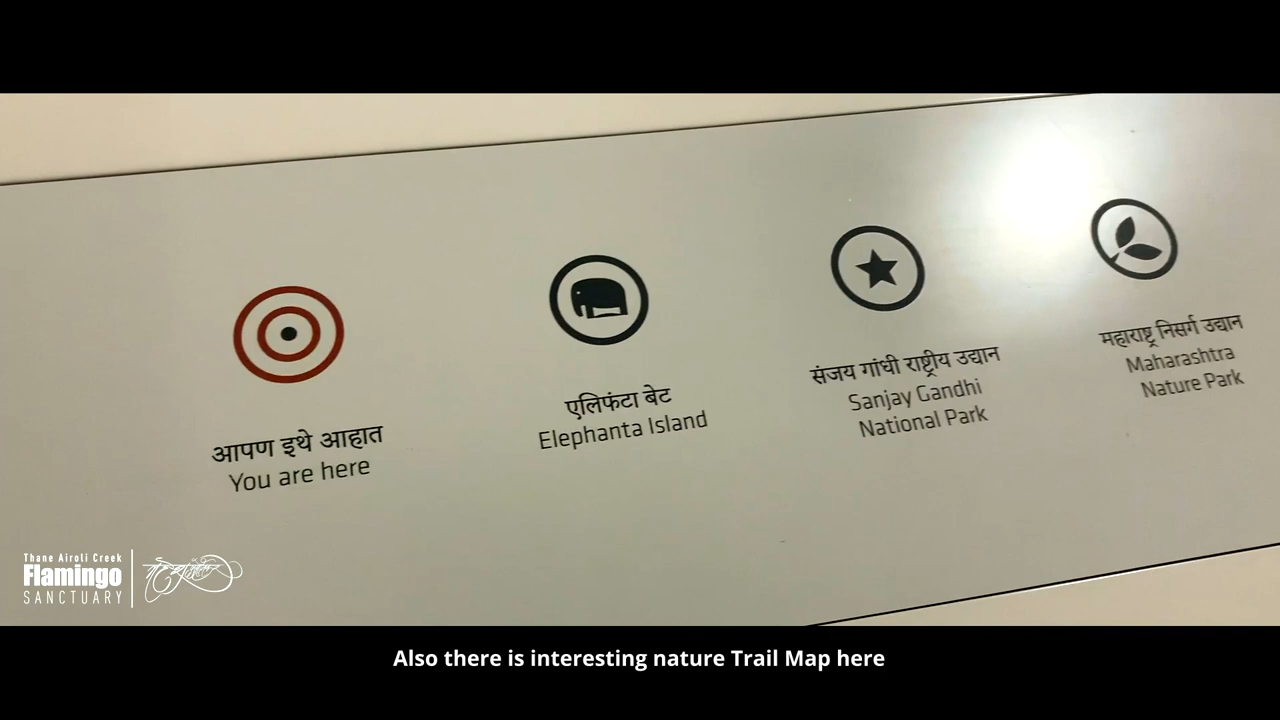 आपण इथे आहात
You are here
एलिफंटा बेट
Elephanta Island
संजय गांधी राष्ट्रीय उद्यान
Sanjay Gandhi
National Park
महाराष्ट्र निसर्ग उद्यान
Maharashtra
Nature Park
Thane Airoli Creek
Flamingo
SANCTUARY
Also there is interesting nature Trail Map here